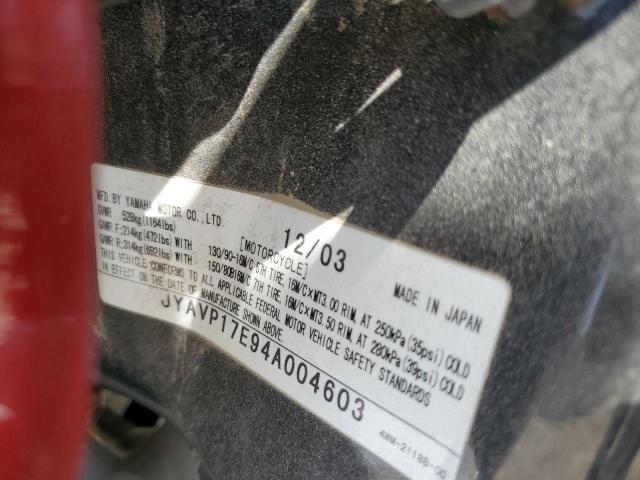 MFD. BY YAMAHA MOTOR CO.,LTD. 12/03
GVWR 528kg(1164lbs) [MOTORCYCLE] MADE IN JAPAN
GAWR F:214kg(472lbs) WITH 130/90-16M/C 67H TIRE, 16M/C×MT3.00 RIM, AT 250kPa(35psi) COLD
GAWR R:314kg(692lbs) WITH 150/80B16M/C 71H TIRE, 16M/C×MT3.50 RIM, AT 280kPa(39psi) COLD
THIS VEHICLE CONFORMS TO ALL APPLICABLE FEDERAL MOTOR VEHICLE SAFETY STANDARDS
IN EFFECT ON THE DATE OF MANUFACTURE SHOWN ABOVE.
JYAVP17E94A004603
4WM-21189-00